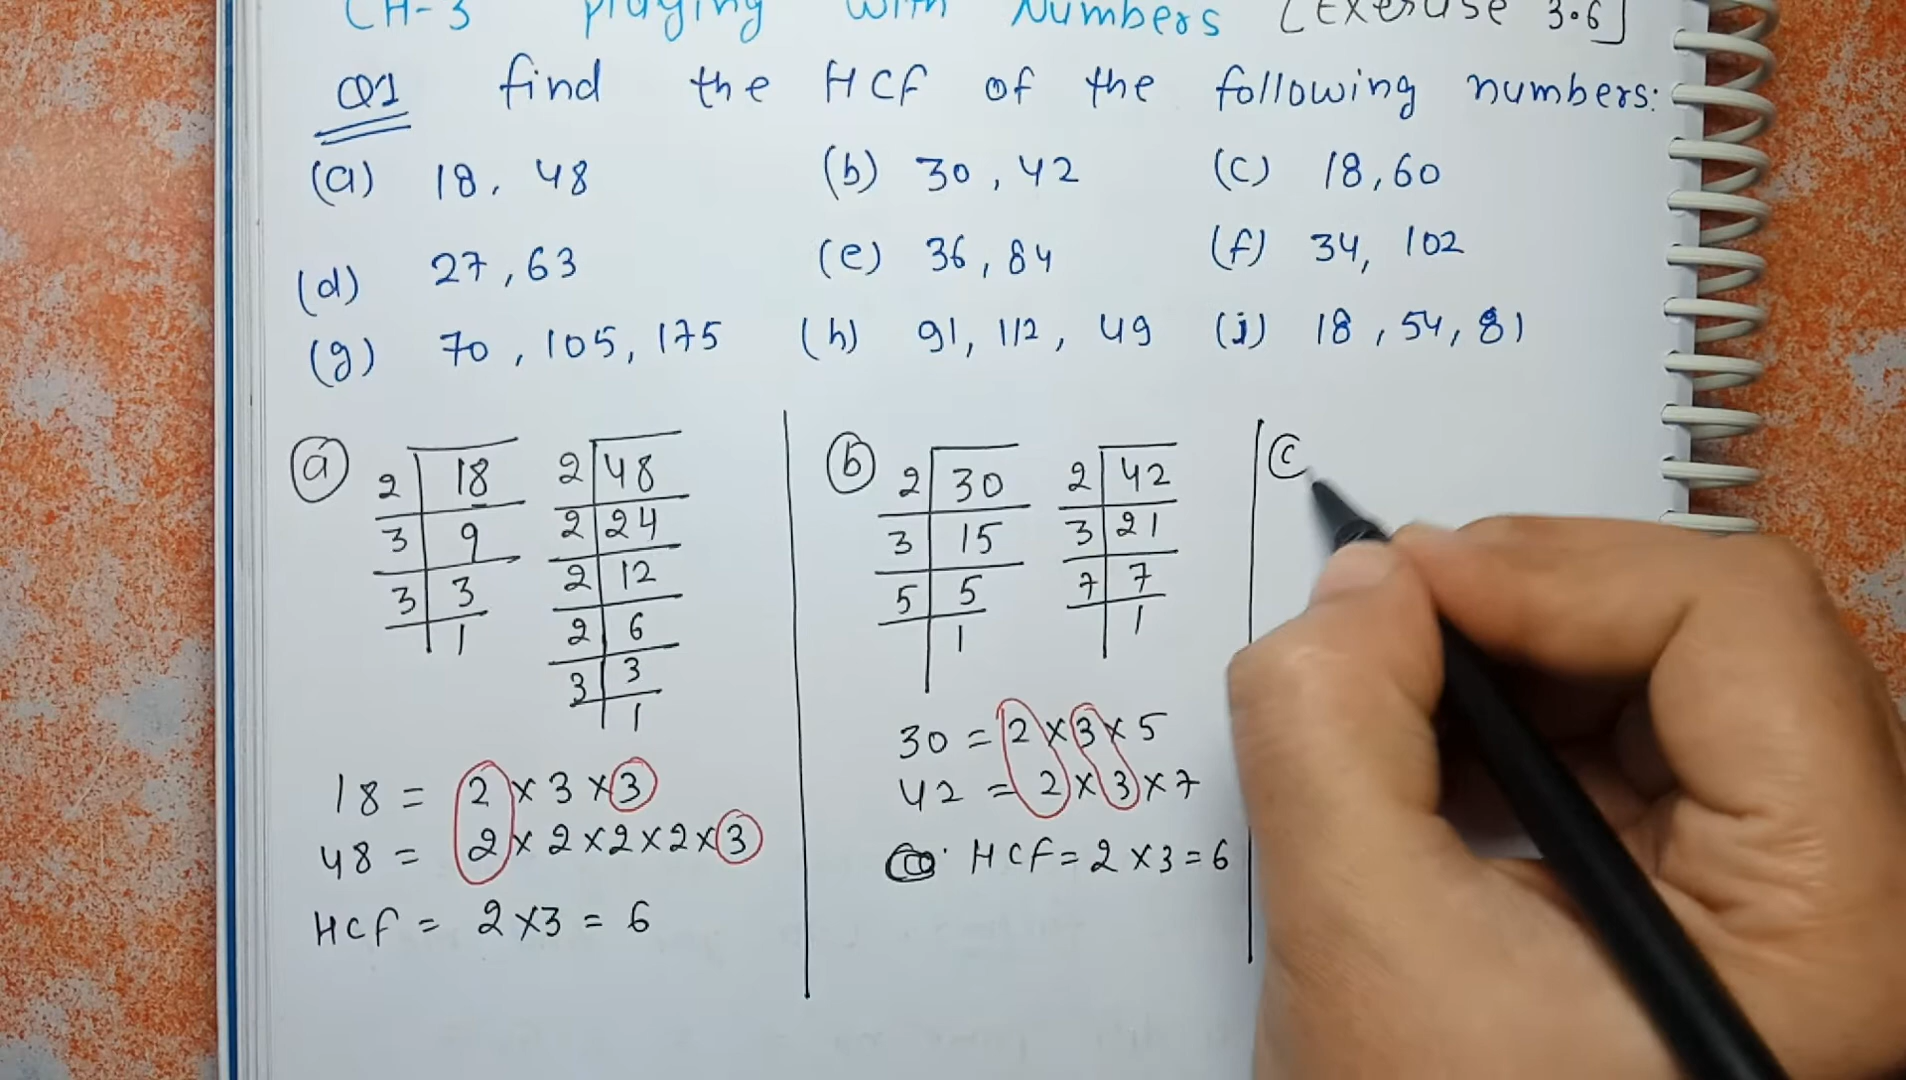 CH-3 Playing with Numbers [Exercise 3.6]
Q1 find the HCF of the following numbers:
(a) 18, 48 (b) 30, 42 (c) 18, 60
(d) 27, 63 (e) 36, 84 (f) 34, 102
(g) 70, 105, 175 (h) 91, 112, 49 (j) 18, 54, 81
(a)
2 | 18
3 | 9
3 | 3
1
2 | 48
2 | 24
2 | 12
2 | 6
3 | 3
1
18 = 2 × 3 × 3
48 = 2 × 2 × 2 × 2 × 3
HCF = 2 × 3 = 6
(b)
2 | 30
3 | 15
5 | 5
1
2 | 42
3 | 21
7 | 7
1
30 = 2 × 3 × 5
42 = 2 × 3 × 7
HCF = 2 × 3 = 6
(c